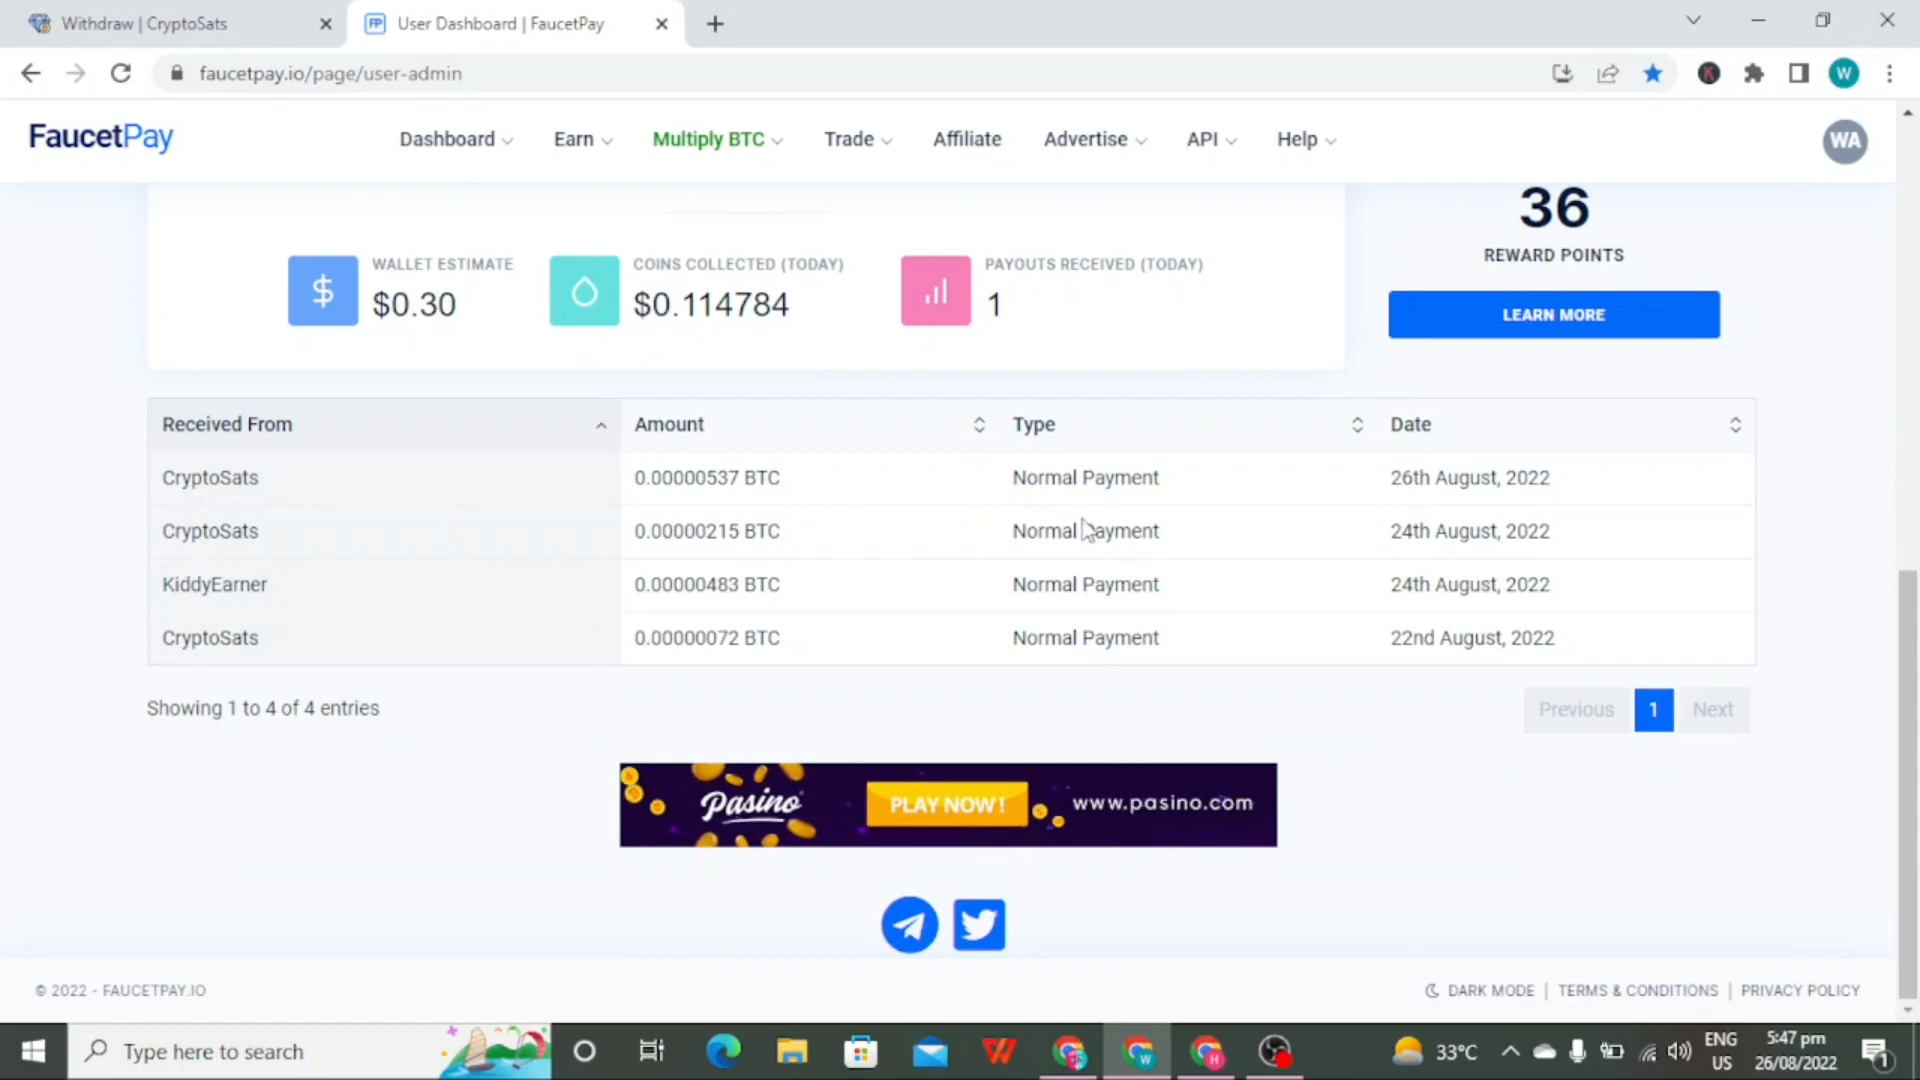 Withdraw | CryptoSats
User Dashboard | FaucetPay
faucetpay.io/page/user-admin
W
FaucetPay
Dashboard
Earn
Multiply BTC
Trade
Affiliate
Advertise
API
Help
WA
36
REWARD POINTS
LEARN MORE
WALLET ESTIMATE
$0.30
COINS COLLECTED (TODAY)
$0.114784
PAYOUTS RECEIVED (TODAY)
1
Received From Amount Type Date
CryptoSats 0.00000537 BTC Normal Payment 26th August, 2022
CryptoSats 0.00000215 BTC Normal Payment 24th August, 2022
KiddyEarner 0.00000483 BTC Normal Payment 24th August, 2022
CryptoSats 0.00000072 BTC Normal Payment 22nd August, 2022
Showing 1 to 4 of 4 entries
Previous 1 Next
Pasino PLAY NOW! www.pasino.com
© 2022 - FAUCETPAY.IO
DARK MODE | TERMS & CONDITIONS | PRIVACY POLICY
Type here to search
33°C
ENG
US
5:47 pm
26/08/2022
1